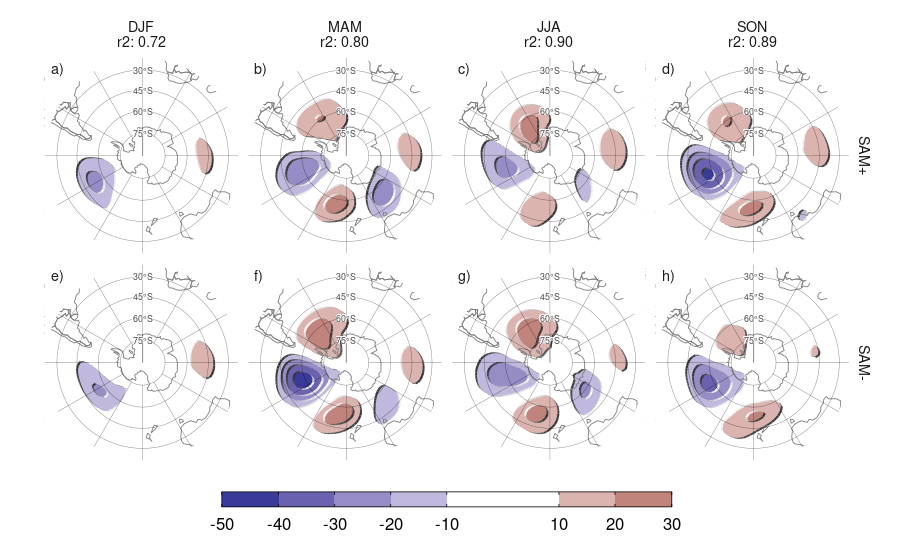 DJF MAM JJA SON
r2: 0.72 r2: 0.80 r2: 0.90 r2: 0.89
a) b) c) d)
30°S 30°S 30°S 30°S
45°S 45°S 45°S 45°S
60°S 60°S 60°S 60°S
75°S 75°S 75°S 75°S
SAM+
e) f) g) h)
30°S 30°S 30°S 30°S
45°S 45°S 45°S 45°S
60°S 60°S 60°S 60°S
75°S 75°S 75°S 75°S
SAM-
-50 -40 -30 -20 -10 10 20 30